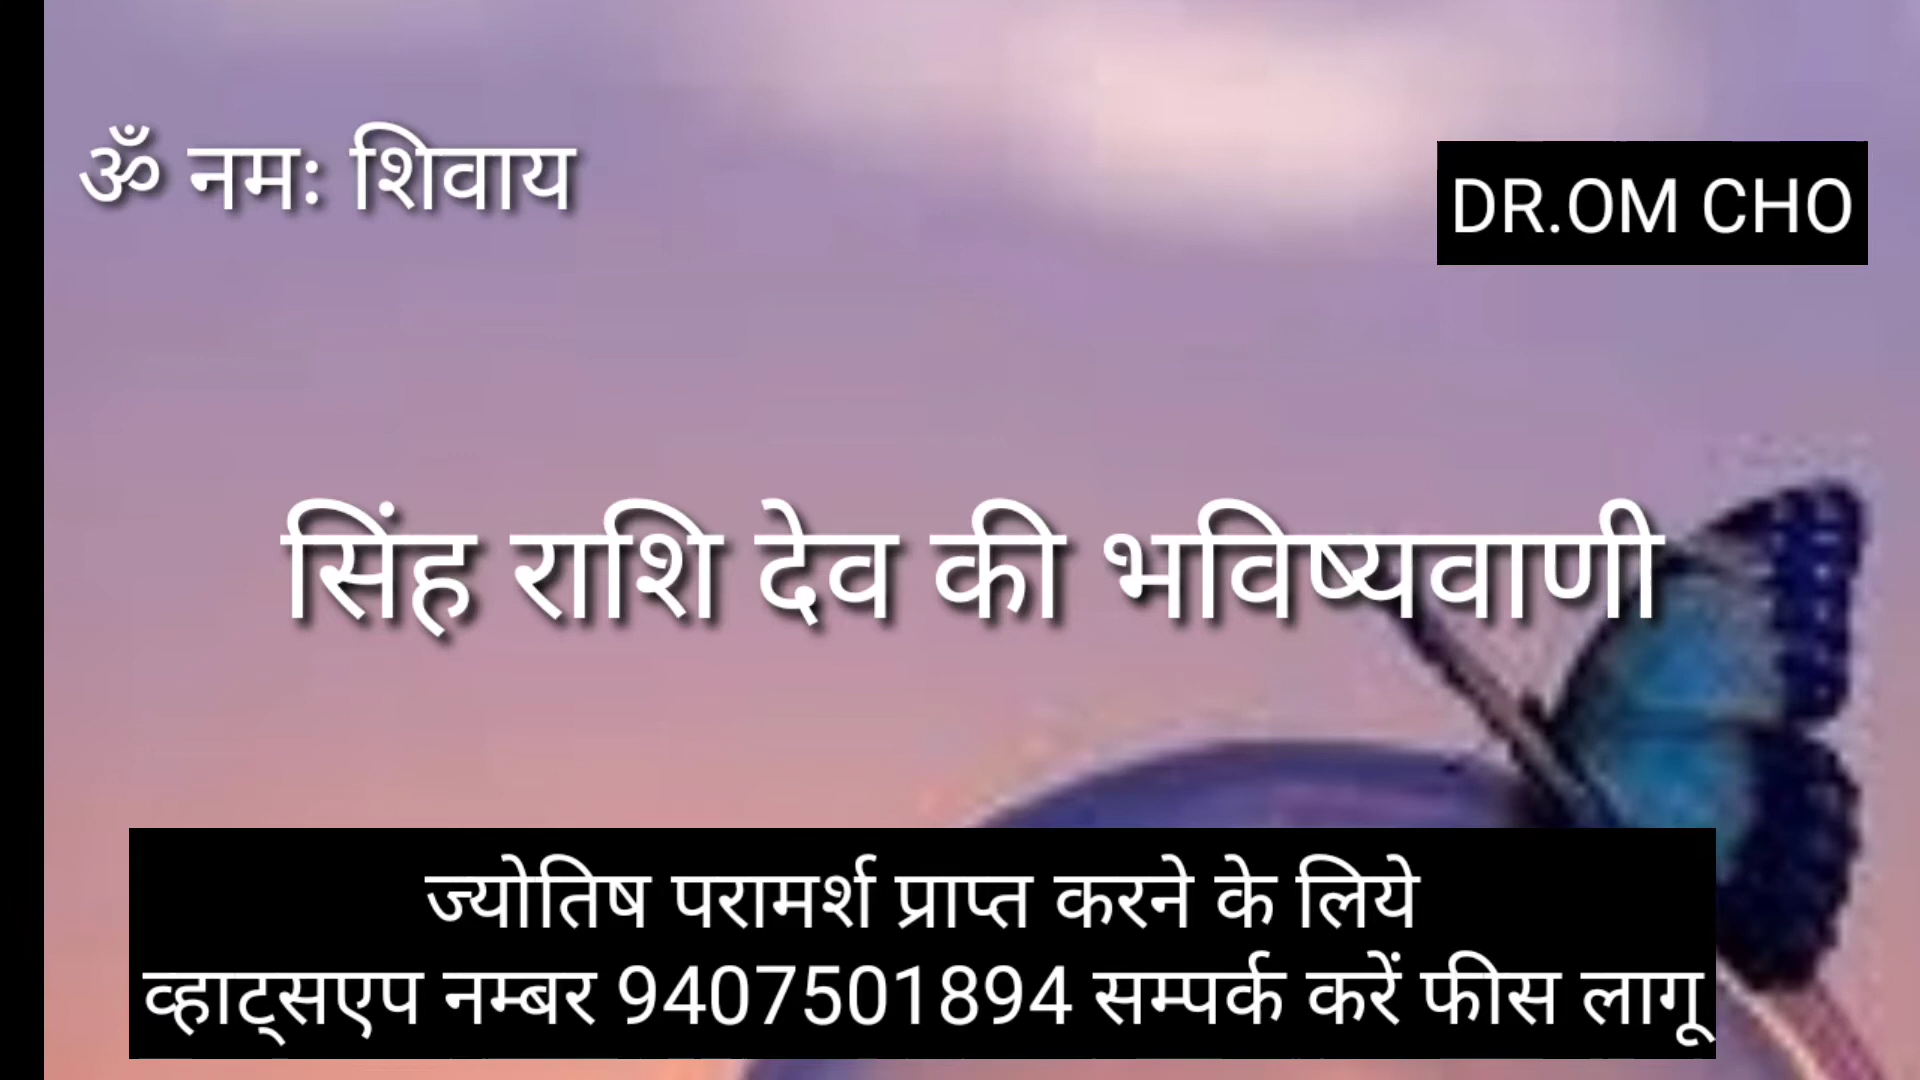 ॐ नमः शिवाय
DR.OM CHO
सिंह राशि देव की भविष्यवाणी
ज्योतिष परामर्श प्राप्त करने के लिये
व्हाट्सएप नम्बर 9407501894 सम्पर्क करें फीस लागू